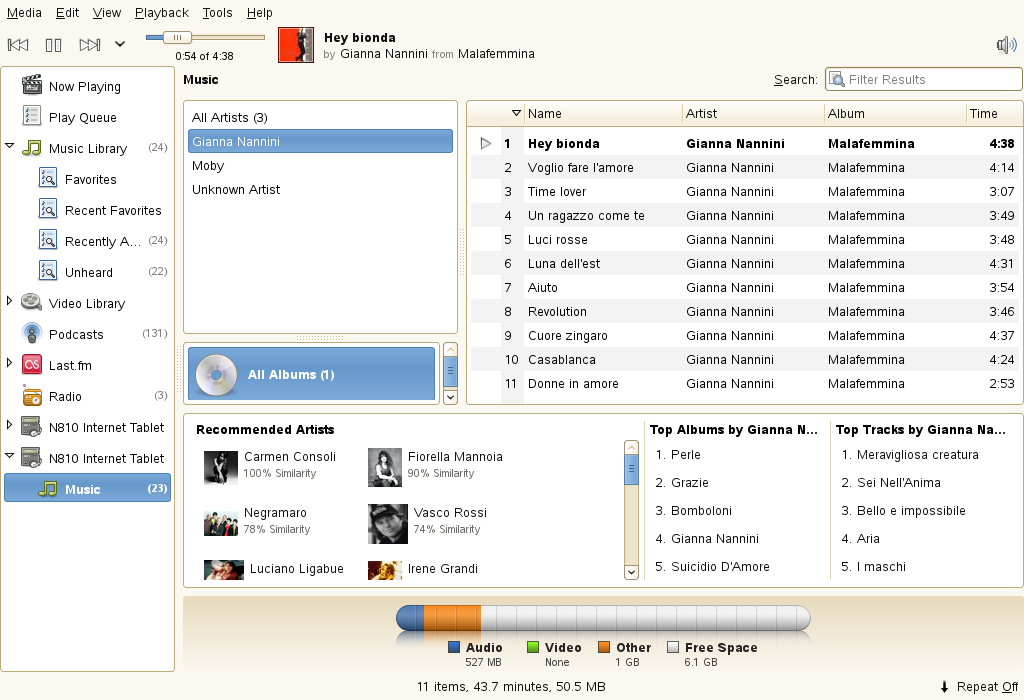 Media Edit View Playback Tools Help
Hey bionda
by Gianna Nannini from Malafemmina
0:54 of 4:38
Music
Search: Filter Results
Now Playing
Play Queue
Music Library (24)
Favorites
Recent Favorites
Recently A... (24)
Unheard (22)
Video Library
Podcasts (131)
Last.fm
Radio (3)
N810 Internet Tablet
N810 Internet Tablet
Music (23)
All Artists (3)
Gianna Nannini
Moby
Unknown Artist
All Albums (1)
Name Artist Album Time
1 Hey bionda Gianna Nannini Malafemmina 4:38
2 Voglio fare l'amore Gianna Nannini Malafemmina 4:14
3 Time lover Gianna Nannini Malafemmina 3:07
4 Un ragazzo come te Gianna Nannini Malafemmina 3:49
5 Luci rosse Gianna Nannini Malafemmina 3:48
6 Luna dell'est Gianna Nannini Malafemmina 4:31
7 Aiuto Gianna Nannini Malafemmina 3:54
8 Revolution Gianna Nannini Malafemmina 3:46
9 Cuore zingaro Gianna Nannini Malafemmina 4:37
10 Casablanca Gianna Nannini Malafemmina 4:24
11 Donne in amore Gianna Nannini Malafemmina 2:53
Recommended Artists
Carmen Consoli
100% Similarity
Fiorella Mannoia
90% Similarity
Negramaro
78% Similarity
Vasco Rossi
74% Similarity
Luciano Ligabue
Irene Grandi
Top Albums by Gianna N...
1. Perle
2. Grazie
3. Bomboloni
4. Gianna Nannini
5. Suicidio D'Amore
Top Tracks by Gianna Na...
1. Meravigliosa creatura
2. Sei Nell'Anima
3. Bello e impossibile
4. Aria
5. I maschi
Audio Video Other Free Space
527 MB None 1 GB 6.1 GB
11 items, 43.7 minutes, 50.5 MB
Repeat Off